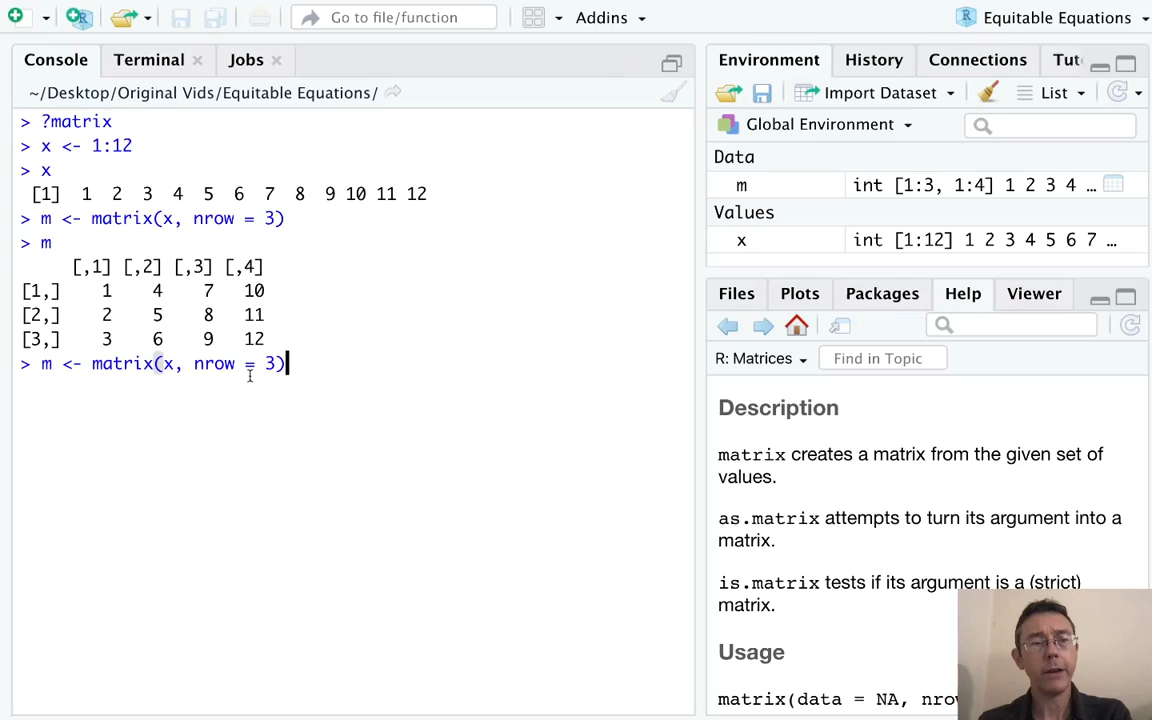 Go to file/function
Addins
Equitable Equations
Console
Terminal
Jobs
~/Desktop/Original Vids/Equitable Equations/
> ?matrix
> x <- 1:12
> x
[1] 1 2 3 4 5 6 7 8 9 10 11 12
> m <- matrix(x, nrow = 3)
> m
[,1] [,2] [,3] [,4]
[1,] 1 4 7 10
[2,] 2 5 8 11
[3,] 3 6 9 12
> m <- matrix(x, nrow = 3)
Environment
History
Connections
Tut
Import Dataset
List
Global Environment
Data
m int [1:3, 1:4] 1 2 3 4 …
Values
x int [1:12] 1 2 3 4 5 6 7 …
Files
Plots
Packages
Help
Viewer
R: Matrices
Find in Topic
Description
matrix creates a matrix from the given set of
values.
as.matrix attempts to turn its argument into a
matrix.
is.matrix tests if its argument is a (strict)
matrix.
Usage
matrix(data = NA, nro